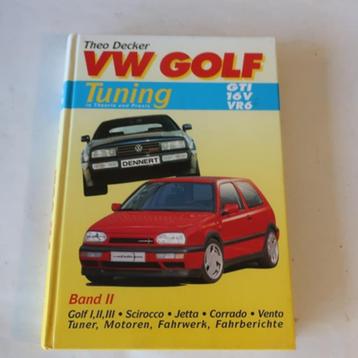 Theo Decker
VW GOLF
Tuning
in Theorie und Praxis
GTI
16V
VR6
DENNERT
Band II
Golf I,II,III • Scirocco • Jetta • Corrado • Vento
Tuner, Motoren, Fahrwerk, Fahrberichte